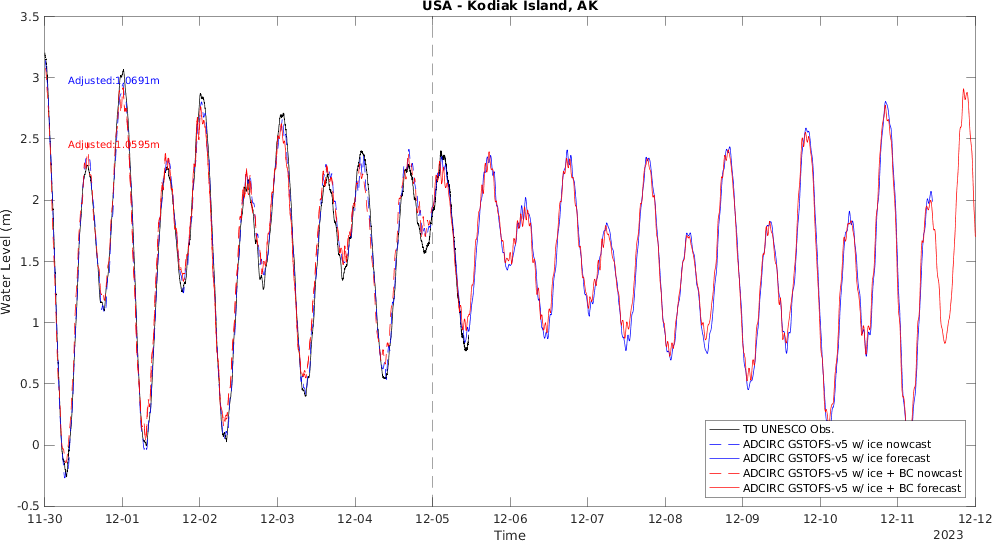 USA - Kodiak Island, AK
3.5
3
2.5
2
1.5
1
0.5
0
-0.5
Water Level (m)
Adjusted:1.0691m
Adjusted:1.0595m
TD UNESCO Obs.
ADCIRC GSTOFS-v5 w/ ice nowcast
ADCIRC GSTOFS-v5 w/ ice forecast
ADCIRC GSTOFS-v5 w/ ice + BC nowcast
ADCIRC GSTOFS-v5 w/ ice + BC forecast
11-30 12-01 12-02 12-03 12-04 12-05 12-06 12-07 12-08 12-09 12-10 12-11 12-12
Time
2023